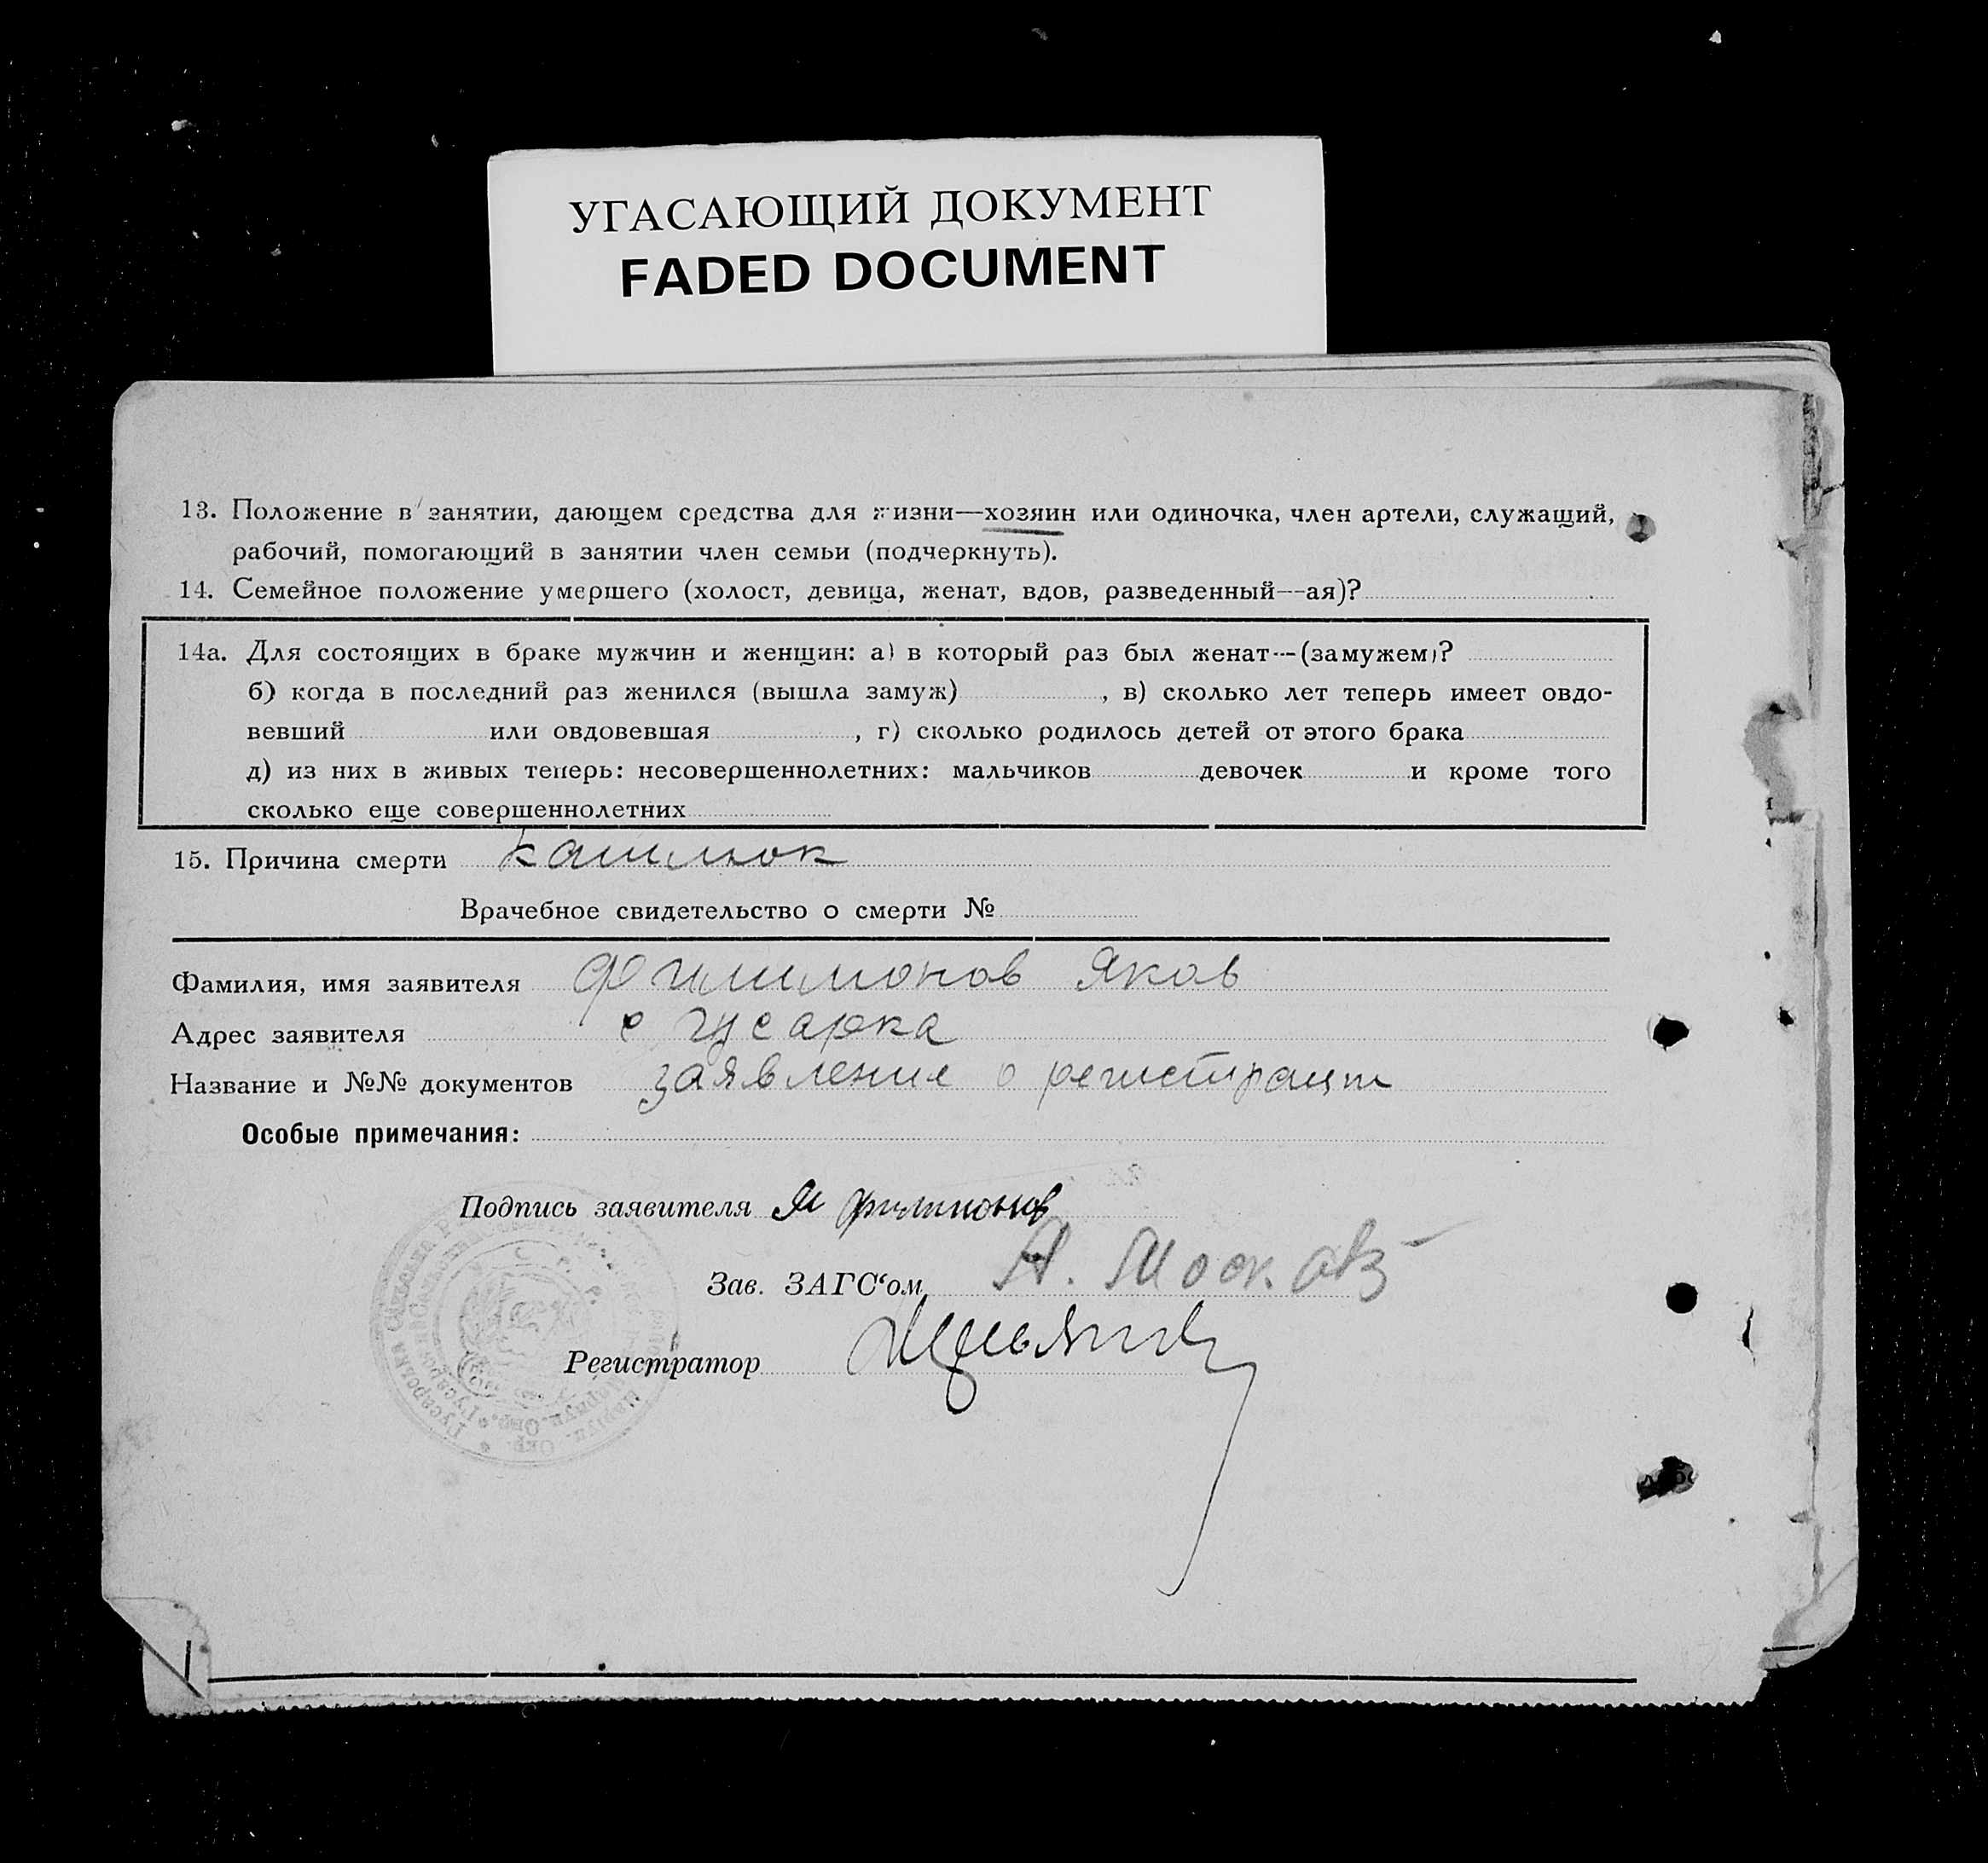 УГАСАЮЩИЙ ДОКУМЕНТ
FADED DOCUMENT
13. Положение в занятии, дающем средства для жизни—хозяин или одиночка, член артели, служащий,
рабочий, помогающий в занятии член семьи (подчеркнуть).
14. Семейное положение умершего (холост, девица, женат, вдов, разведенный—ая)?
14а. Для состоящих в браке мужчин и женщин: а) в который раз был женат—(замужем)?
б) когда в последний раз женился (вышла замуж) , в) сколько лет теперь имеет овдо-
вевший или овдовевшая , г) сколько родилось детей от этого брака
д) из них в живых теперь: несовершеннолетних: мальчиков девочек и кроме того
сколько еще совершеннолетних
15. Причина смерти кашлюк
Врачебное свидетельство о смерти №
Фамилия, имя заявителя Филимонов Яков
Адрес заявителя с Гусарка
Название и №№ документов заявление о регистраци
Особые примечания:
Подпись заявителя Я Филимонов
Зав. ЗАГС‘ом А.
Регистратор